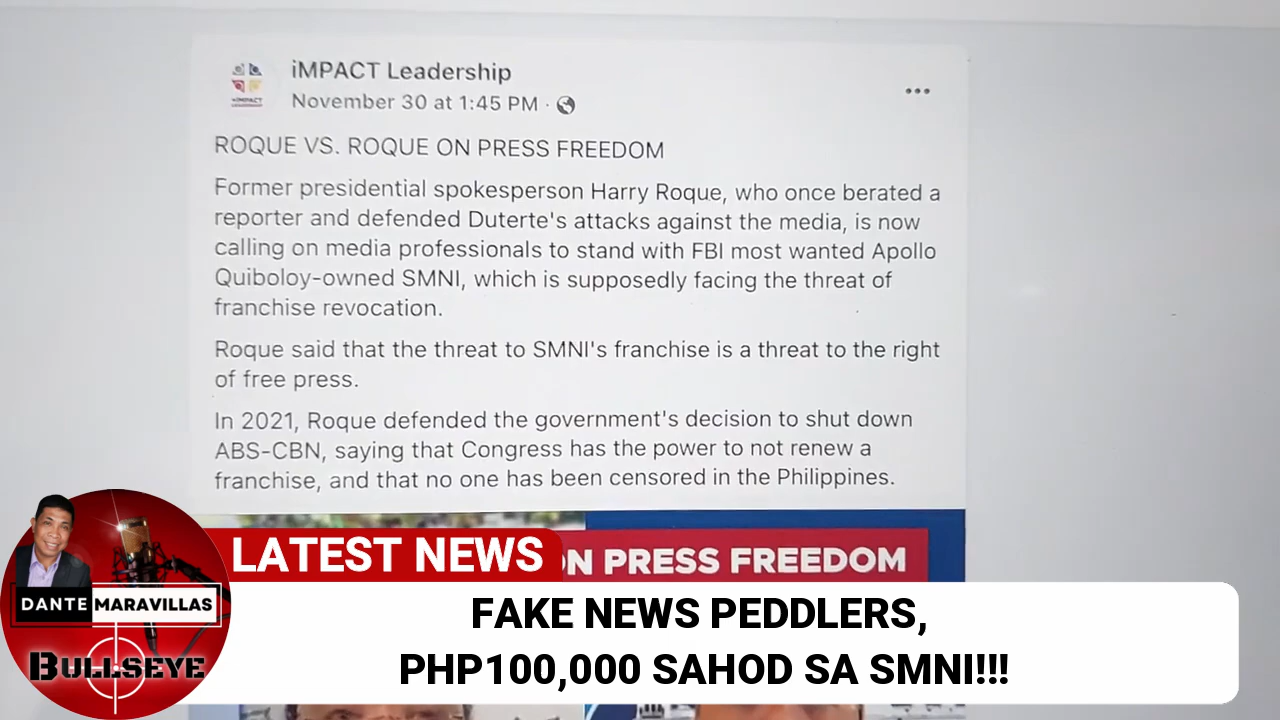 iMPACT Leadership
November 30 at 1:45 PM ·
ROQUE VS. ROQUE ON PRESS FREEDOM
Former presidential spokesperson Harry Roque, who once berated a
reporter and defended Duterte's attacks against the media, is now
calling on media professionals to stand with FBI most wanted Apollo
Quiboloy-owned SMNI, which is supposedly facing the threat of
franchise revocation.
Roque said that the threat to SMNI's franchise is a threat to the right
of free press.
In 2021, Roque defended the government's decision to shut down
ABS-CBN, saying that Congress has the power to not renew a
franchise, and that no one has been censored in the Philippines.
ON PRESS FREEDOM
LATEST NEWS
DANTE MARAVILLAS
BULLSEYE
FAKE NEWS PEDDLERS,
PHP100,000 SAHOD SA SMNI!!!